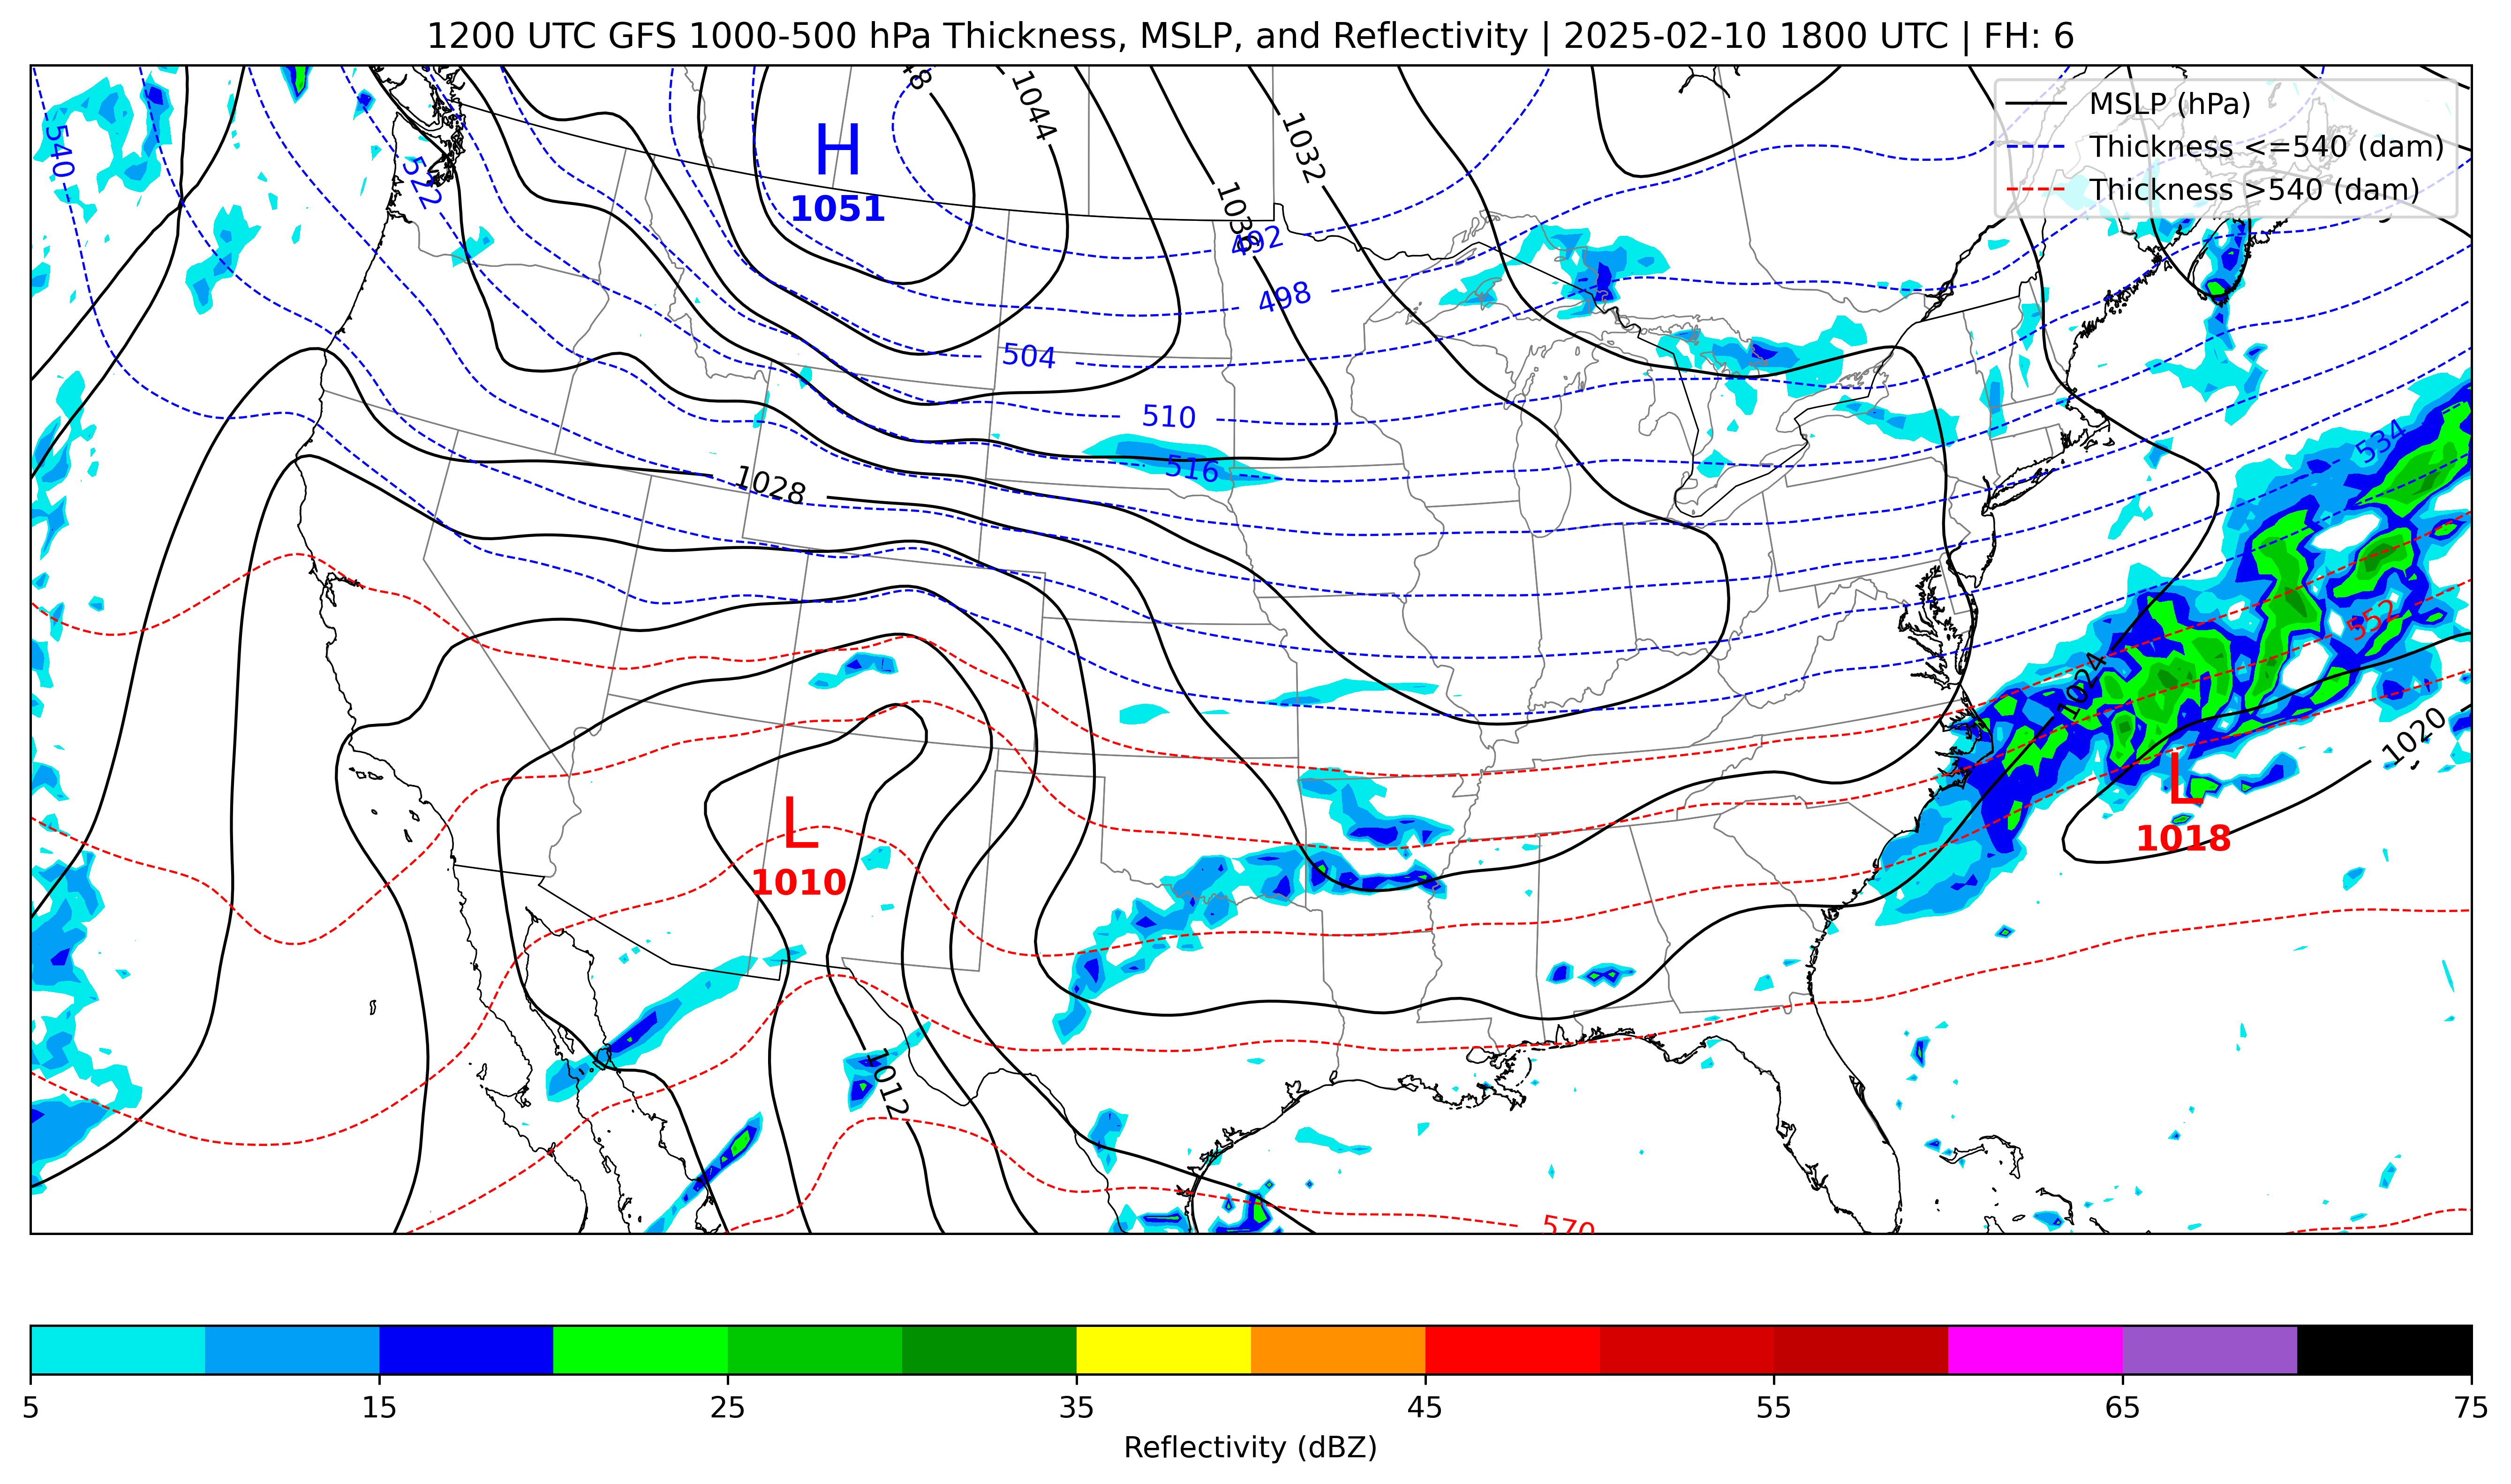 1200 UTC GFS 1000-500 hPa Thickness, MSLP, and Reflectivity | 2025-02-10 1800 UTC | FH: 6
MSLP (hPa)
Thickness <=540 (dam)
Thickness >540 (dam)
1044
1032
540
522
H
1051
1036
492
498
504
510
516
534
1028
552
1024
1020
L
1018
L
1010
1012
570
5 15 25 35 45 55 65 75
Reflectivity (dBZ)